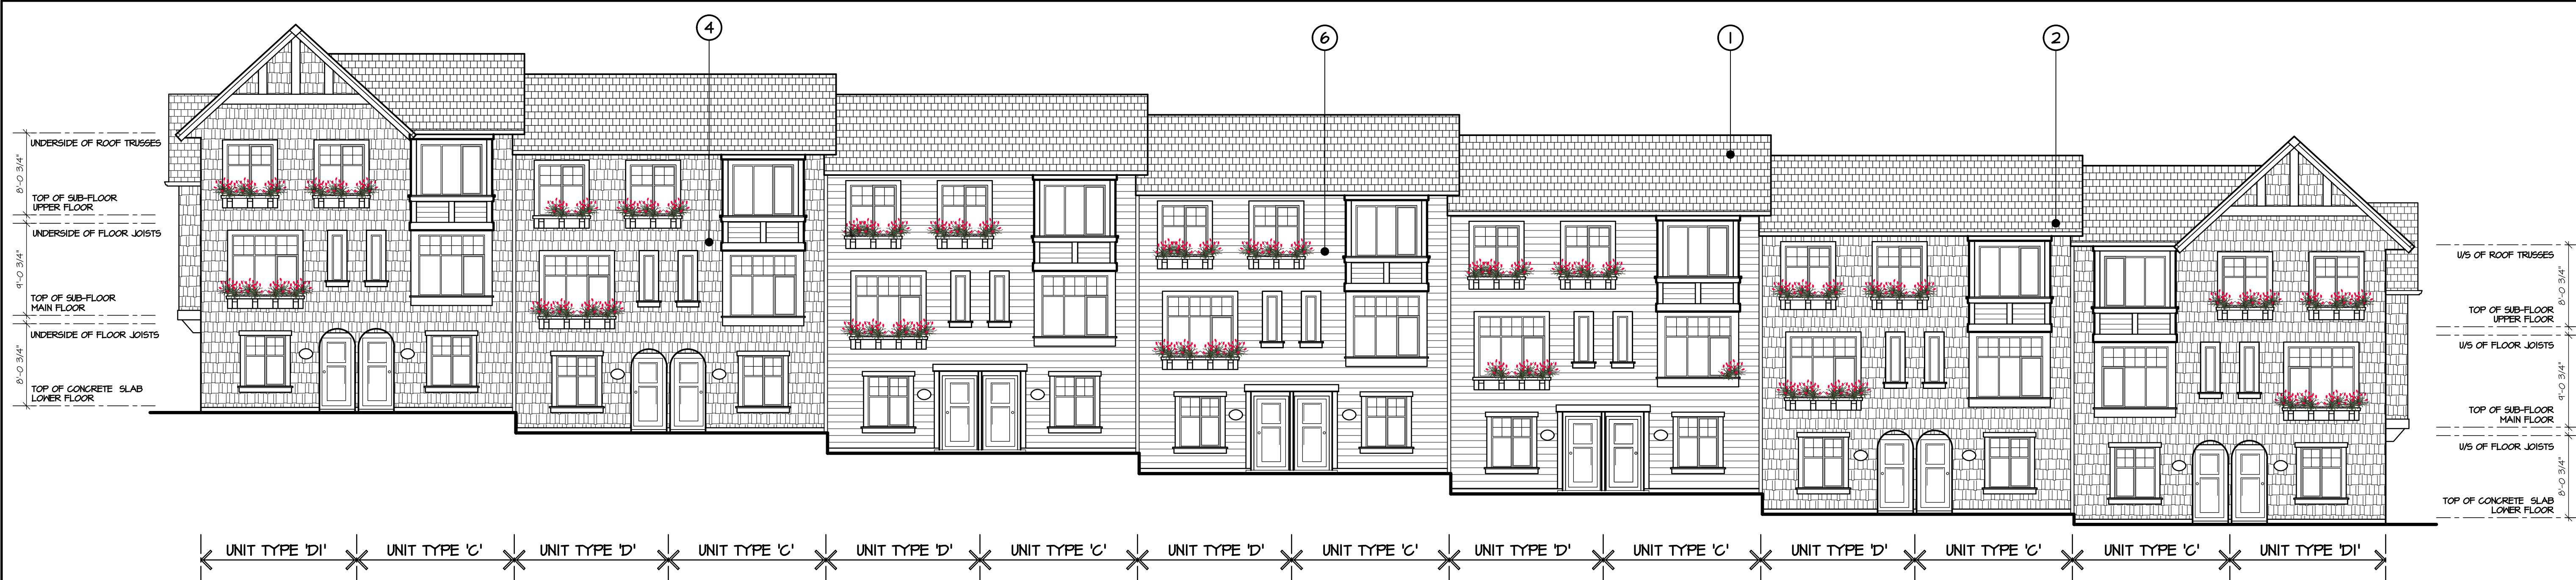 4
6
1
2
UNDERSIDE OF ROOF TRUSSES
8'-0 3/4"
TOP OF SUB-FLOOR
UPPER FLOOR
UNDERSIDE OF FLOOR JOISTS
9'-0 3/4"
TOP OF SUB-FLOOR
MAIN FLOOR
UNDERSIDE OF FLOOR JOISTS
8'-0 3/4"
TOP OF CONCRETE SLAB
LOWER FLOOR
U/S OF ROOF TRUSSES
8'-0 3/4"
TOP OF SUB-FLOOR
UPPER FLOOR
U/S OF FLOOR JOISTS
9'-0 3/4"
TOP OF SUB-FLOOR
MAIN FLOOR
U/S OF FLOOR JOISTS
8'-0 3/4"
TOP OF CONCRETE SLAB
LOWER FLOOR
UNIT TYPE 'D1' UNIT TYPE 'C' UNIT TYPE 'D' UNIT TYPE 'C' UNIT TYPE 'D' UNIT TYPE 'C' UNIT TYPE 'D' UNIT TYPE 'C' UNIT TYPE 'D' UNIT TYPE 'C' UNIT TYPE 'D' UNIT TYPE 'C' UNIT TYPE 'C' UNIT TYPE 'D1'